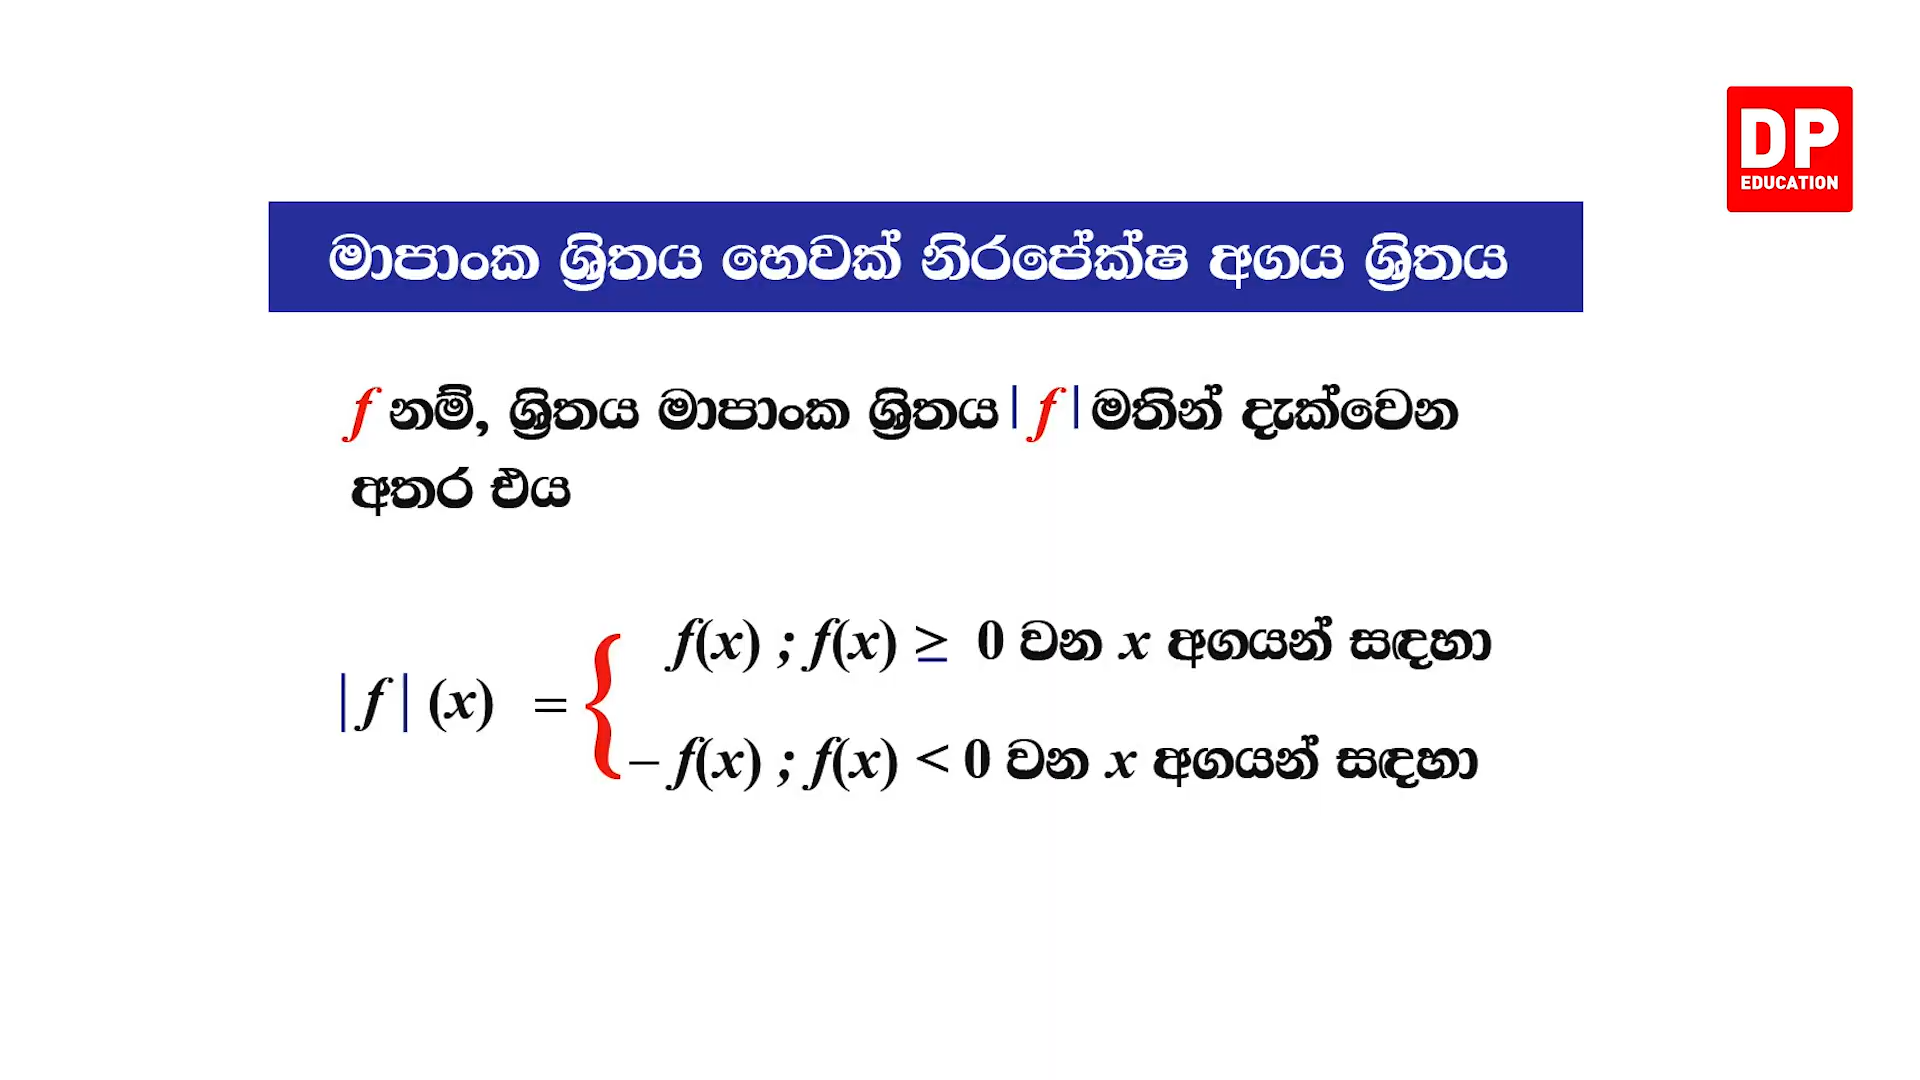 DP
EDUCATION
මාපාංක ශ්‍රිතය හෙවක් නිරපේක්ෂ අගය ශ්‍රිතය
f නම්, ශ්‍රිතය මාපාංක ශ්‍රිතය | f | මතින් දැක්වෙන
අතර එය
f(x) ; f(x) ≥ 0 වන x අගයන් සඳහා
| f | (x) = {
– f(x) ; f(x) < 0 වන x අගයන් සඳහා